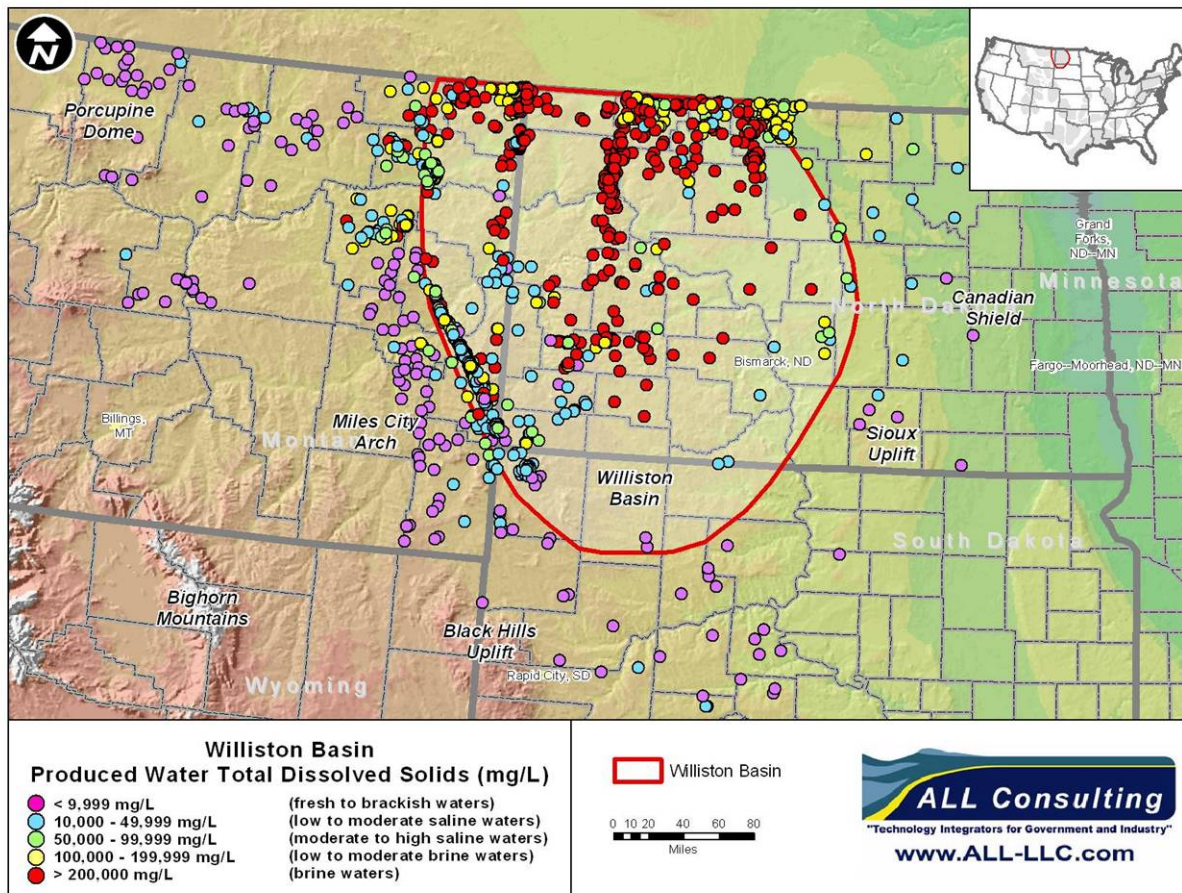 N
Porcupine
Dome
Grand
Forks,
ND--MN
Minnesota
North Dakota
Canadian
Shield
Bismarck, ND
Fargo--Moorhead, ND--MN
Billings,
MT
Miles City
Arch
Montana
Sioux
Uplift
Williston
Basin
South Dakota
Bighorn
Mountains
Black Hills
Uplift
Rapid City, SD
Wyoming
Williston Basin
Produced Water Total Dissolved Solids (mg/L)
< 9,999 mg/L (fresh to brackish waters)
10,000 - 49,999 mg/L (low to moderate saline waters)
50,000 - 99,999 mg/L (moderate to high saline waters)
100,000 - 199,999 mg/L (low to moderate brine waters)
> 200,000 mg/L (brine waters)
Williston Basin
0 10 20 40 60 80
Miles
ALL Consulting
"Technology Integrators for Government and Industry"
www.ALL-LLC.com